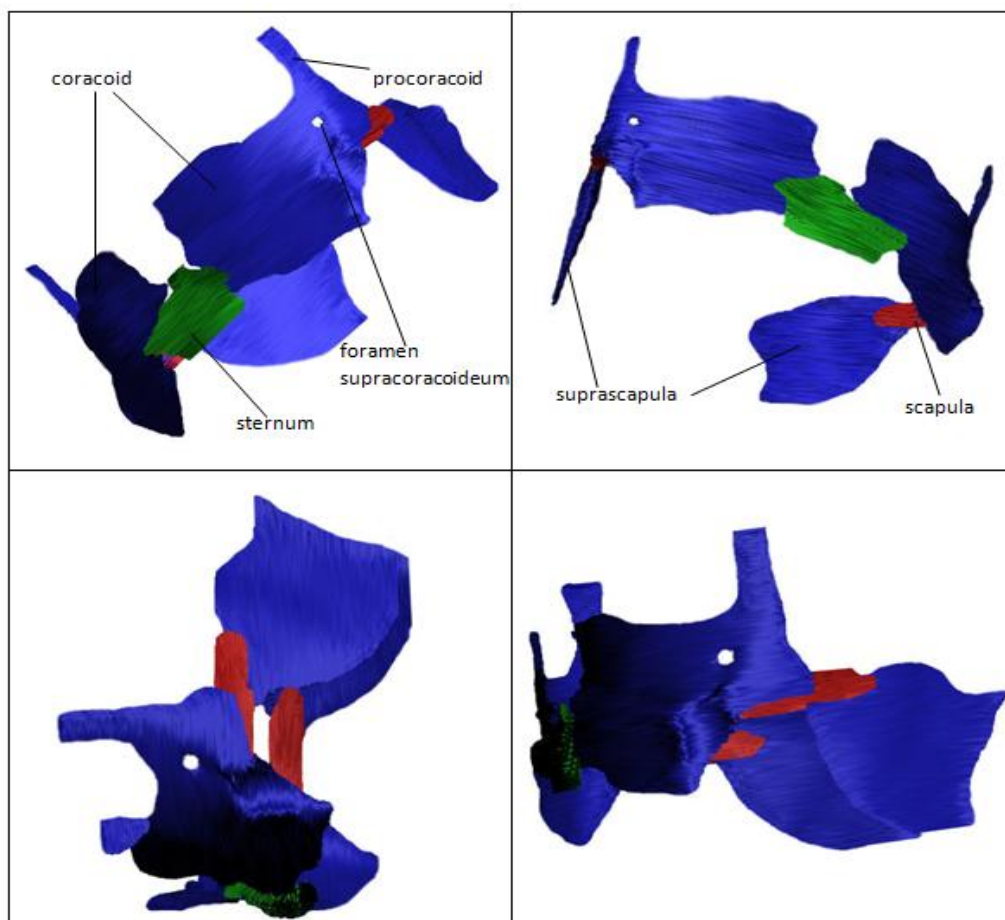 coracoid
procoracoid
foramen
supracoracoideum
sternum
suprascapula
scapula